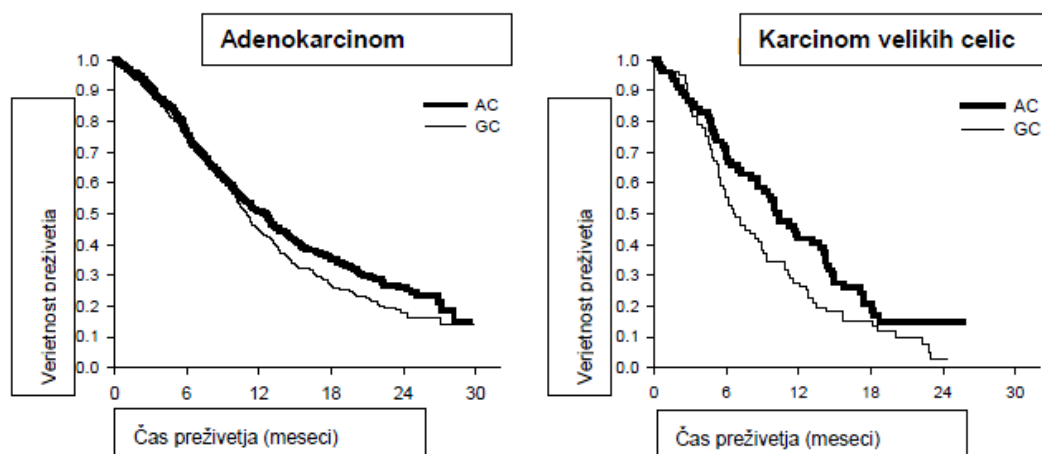 Adenokarcinom
1.0
0.9
0.8
0.7
0.6
0.5
0.4
0.3
0.2
0.1
0.0
Verjetnost preživetja
AC
GC
0 6 12 18 24 30
Čas preživetja (meseci)
Karcinom velikih celic
1.0
0.9
0.8
0.7
0.6
0.5
0.4
0.3
0.2
0.1
0.0
Verjetnost preživetja
AC
GC
0 6 12 18 24 30
Čas preživetja (meseci)